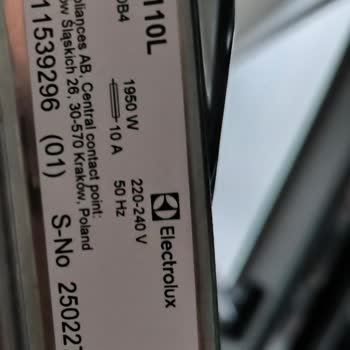 110L
Electrolux
0B4
1950 W
220-240 V
10 A
50 Hz
pliances AB, Central contact point:
ów Śląskich 26, 30-570 Kraków, Poland
11539296 (01) S-No 25022